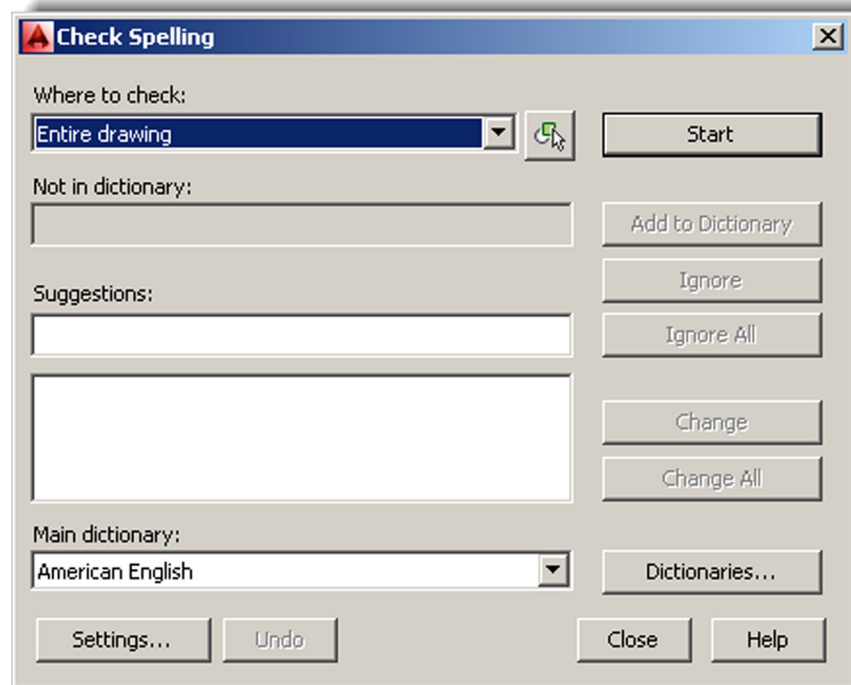 Check Spelling
Where to check:
Entire drawing
Start
Not in dictionary:
Add to Dictionary
Ignore
Suggestions:
Ignore All
Change
Change All
Main dictionary:
American English
Dictionaries...
Settings...
Undo
Close
Help